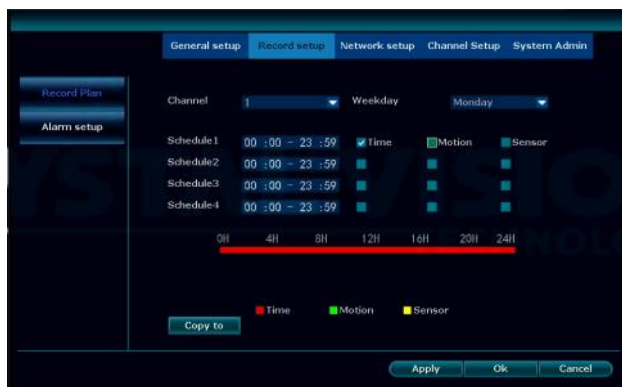 General setup Record setup Network setup Channel Setup System Admin
Record Plan
Alarm setup
Channel 1 Weekday Monday
Schedule1 00 :00 - 23 :59 Time Motion Sensor
Schedule2 00 :00 - 23 :59
Schedule3 00 :00 - 23 :59
Schedule4 00 :00 - 23 :59
0H 4H 8H 12H 16H 20H 24H
Time Motion Sensor
Copy to
Apply Ok Cancel